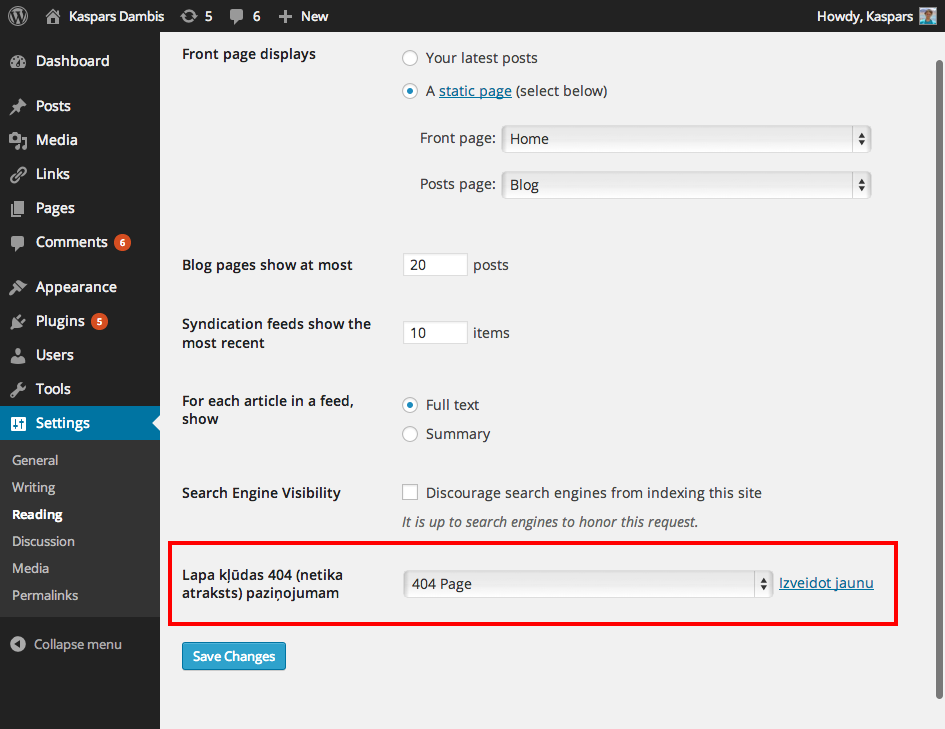 Kaspars Dambis 5 6 New Howdy, Kaspars
Dashboard
Posts
Media
Links
Pages
Comments 6
Appearance
Plugins 5
Users
Tools
Settings
General
Writing
Reading
Discussion
Media
Permalinks
Collapse menu
Front page displays
Your latest posts
A static page (select below)
Front page: Home
Posts page: Blog
Blog pages show at most 20 posts
Syndication feeds show the
most recent
10 items
For each article in a feed,
show
Full text
Summary
Search Engine Visibility
Discourage search engines from indexing this site
It is up to search engines to honor this request.
Lapa kļūdas 404 (netika
atraksts) paziņojumam
404 Page Izveidot jaunu
Save Changes